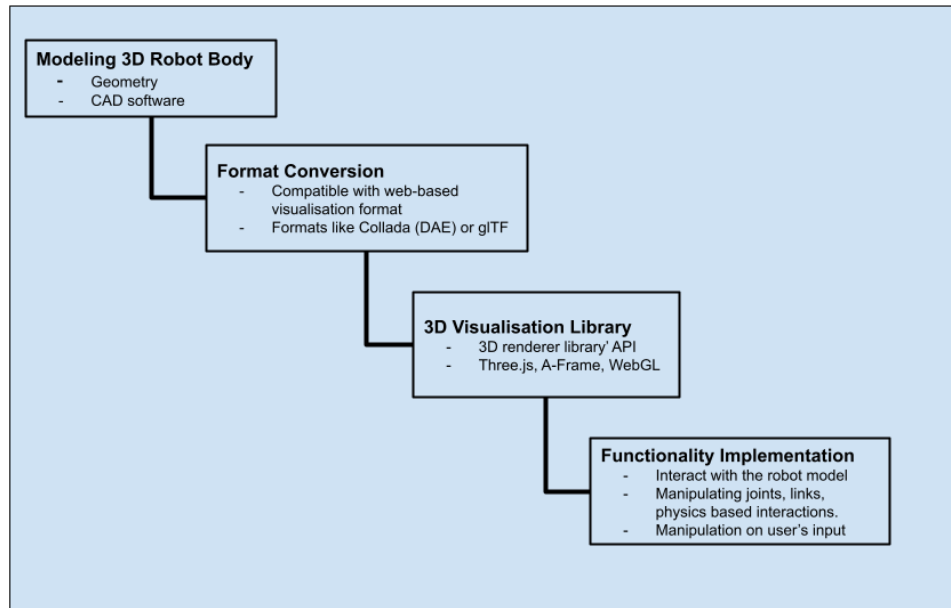 Modeling 3D Robot Body
- Geometry
- CAD software
Format Conversion
- Compatible with web-based
visualisation format
- Formats like Collada (DAE) or glTF
3D Visualisation Library
- 3D renderer library' API
- Three.js, A-Frame, WebGL
Functionality Implementation
- Interact with the robot model
- Manipulating joints, links,
physics based interactions.
- Manipulation on user's input